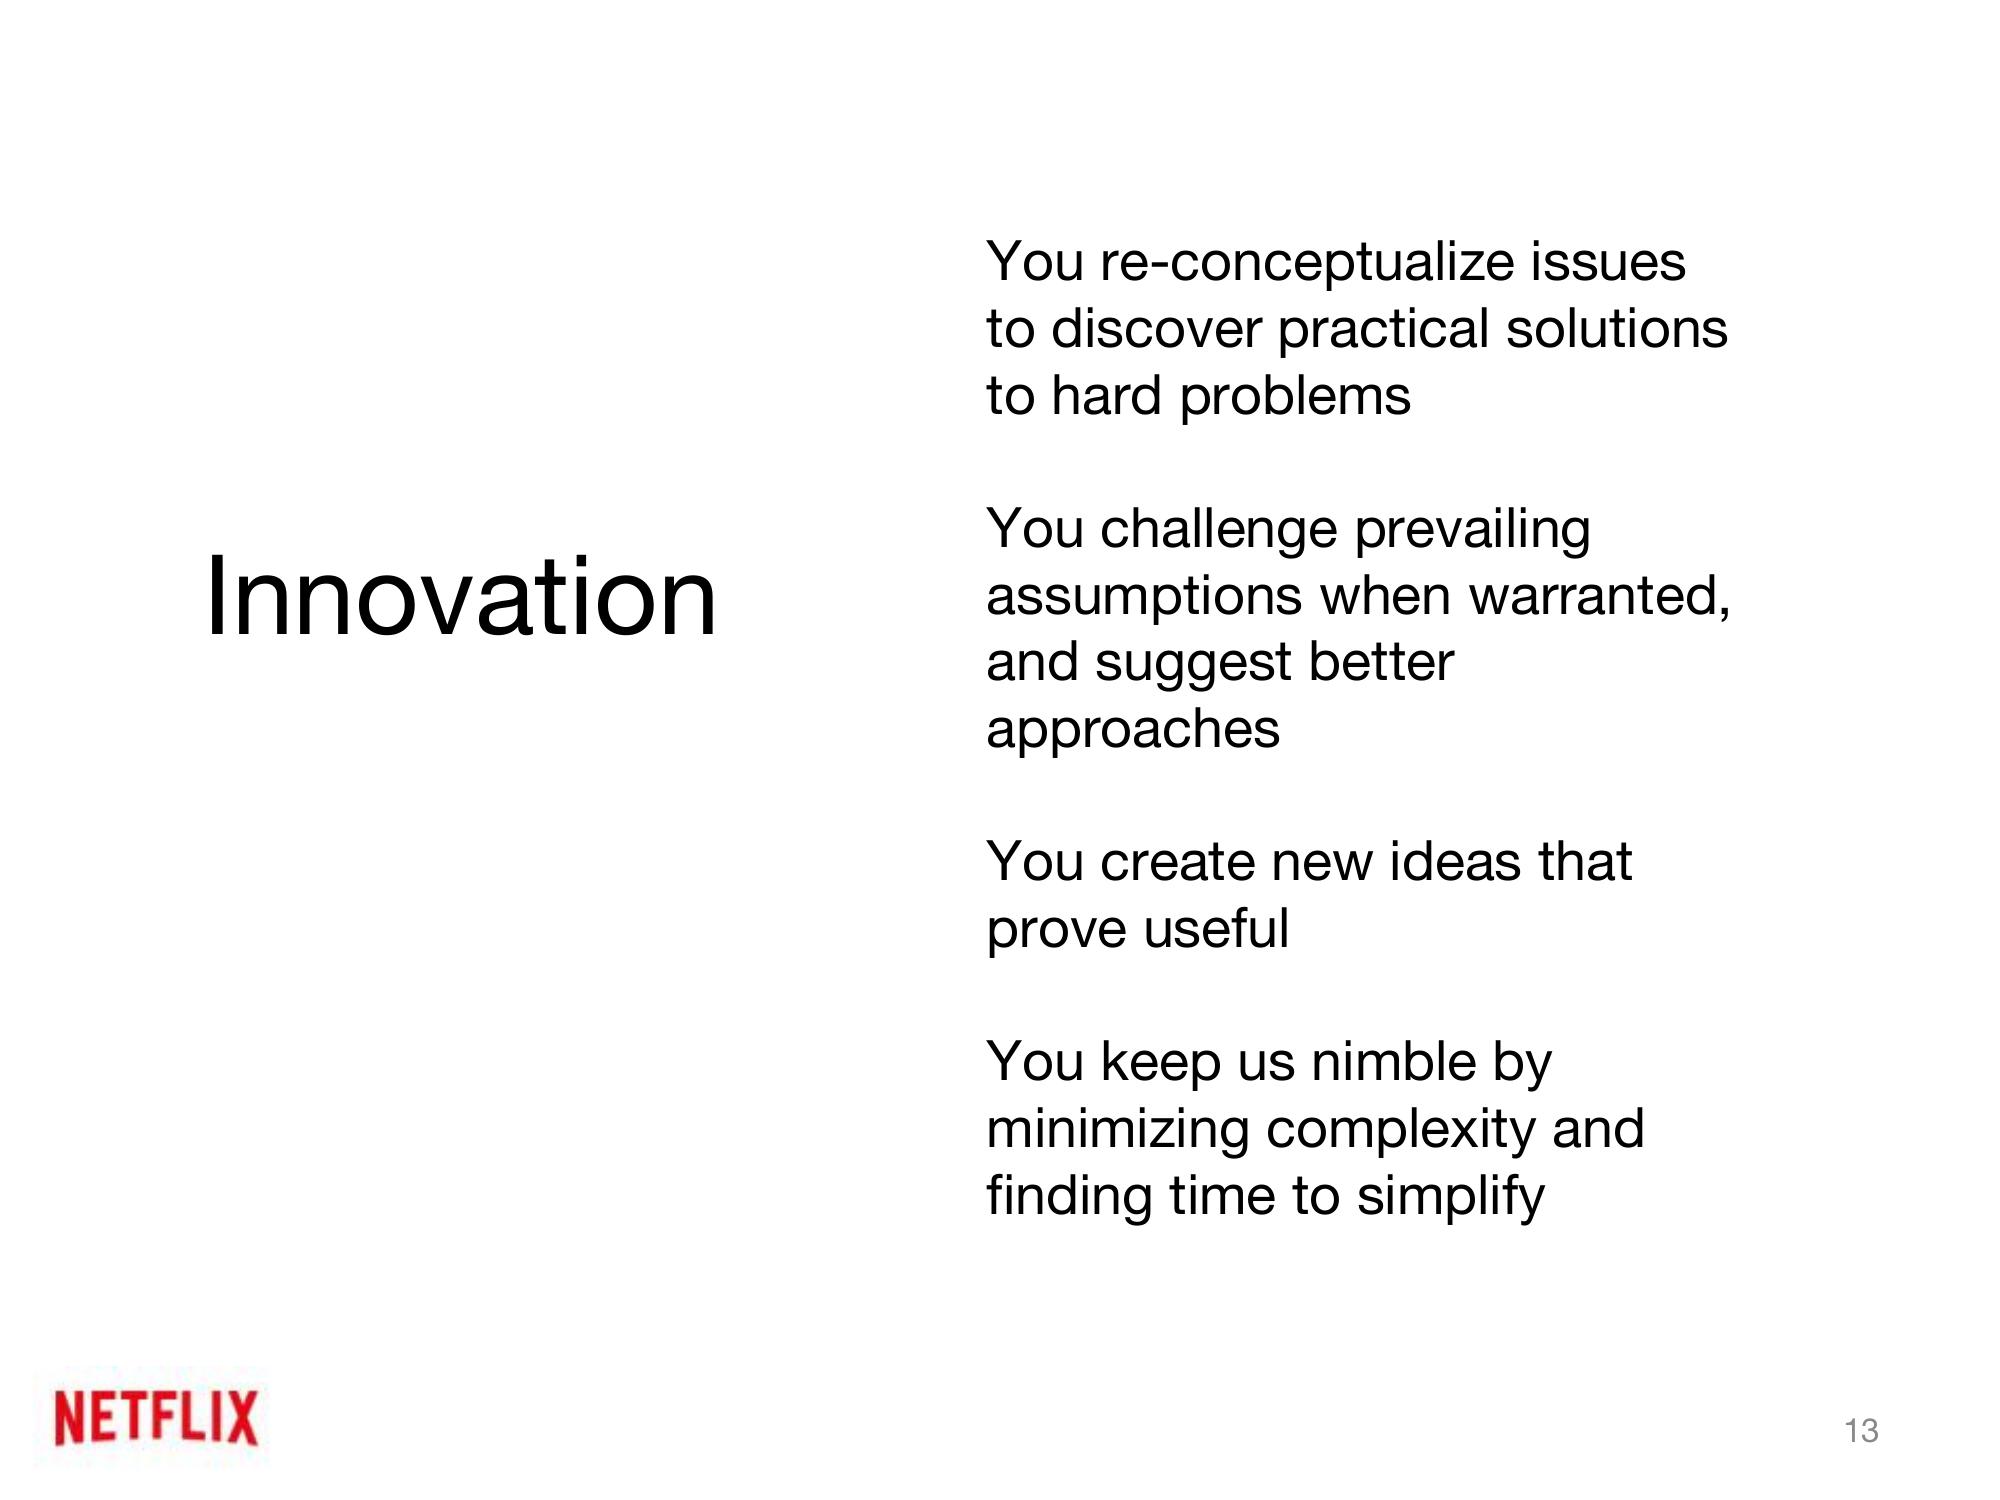 Innovation
You re-conceptualize issues
to discover practical solutions
to hard problems
You challenge prevailing
assumptions when warranted,
and suggest better
approaches
You create new ideas that
prove useful
You keep us nimble by
minimizing complexity and
finding time to simplify
NETFLIX
13